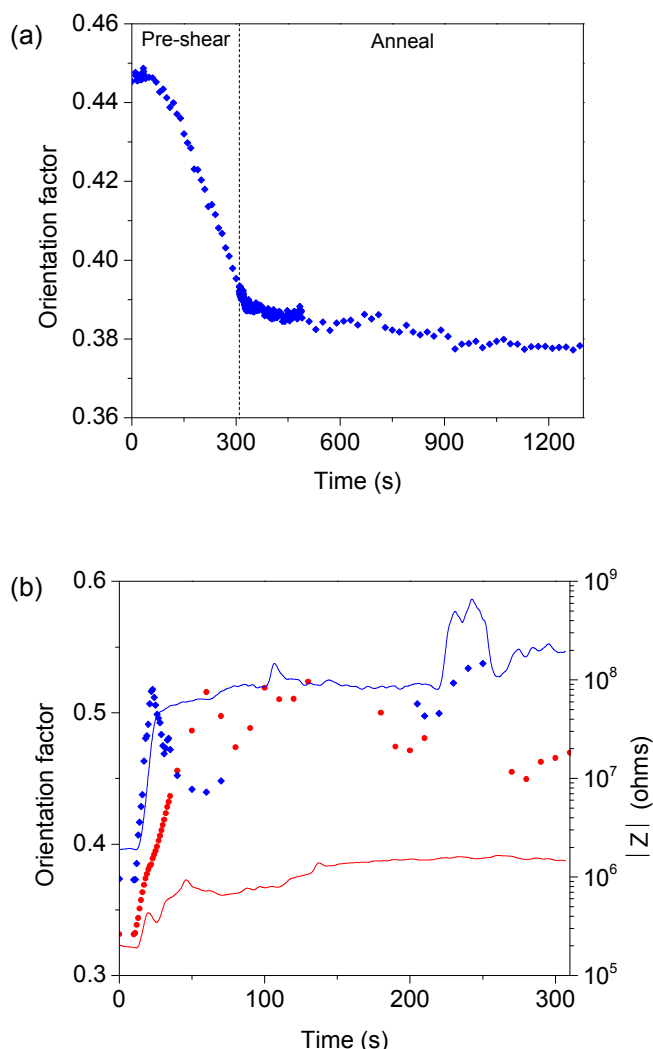 (a)
Pre-shear Anneal
Orientation factor
0.46
0.44
0.42
0.40
0.38
0.36
0 300 600 900 1200
Time (s)
(b)
Orientation factor
0.6
0.5
0.4
0.3
10^9
10^8
10^7
10^6
10^5
|Z| (ohms)
0 100 200 300
Time (s)